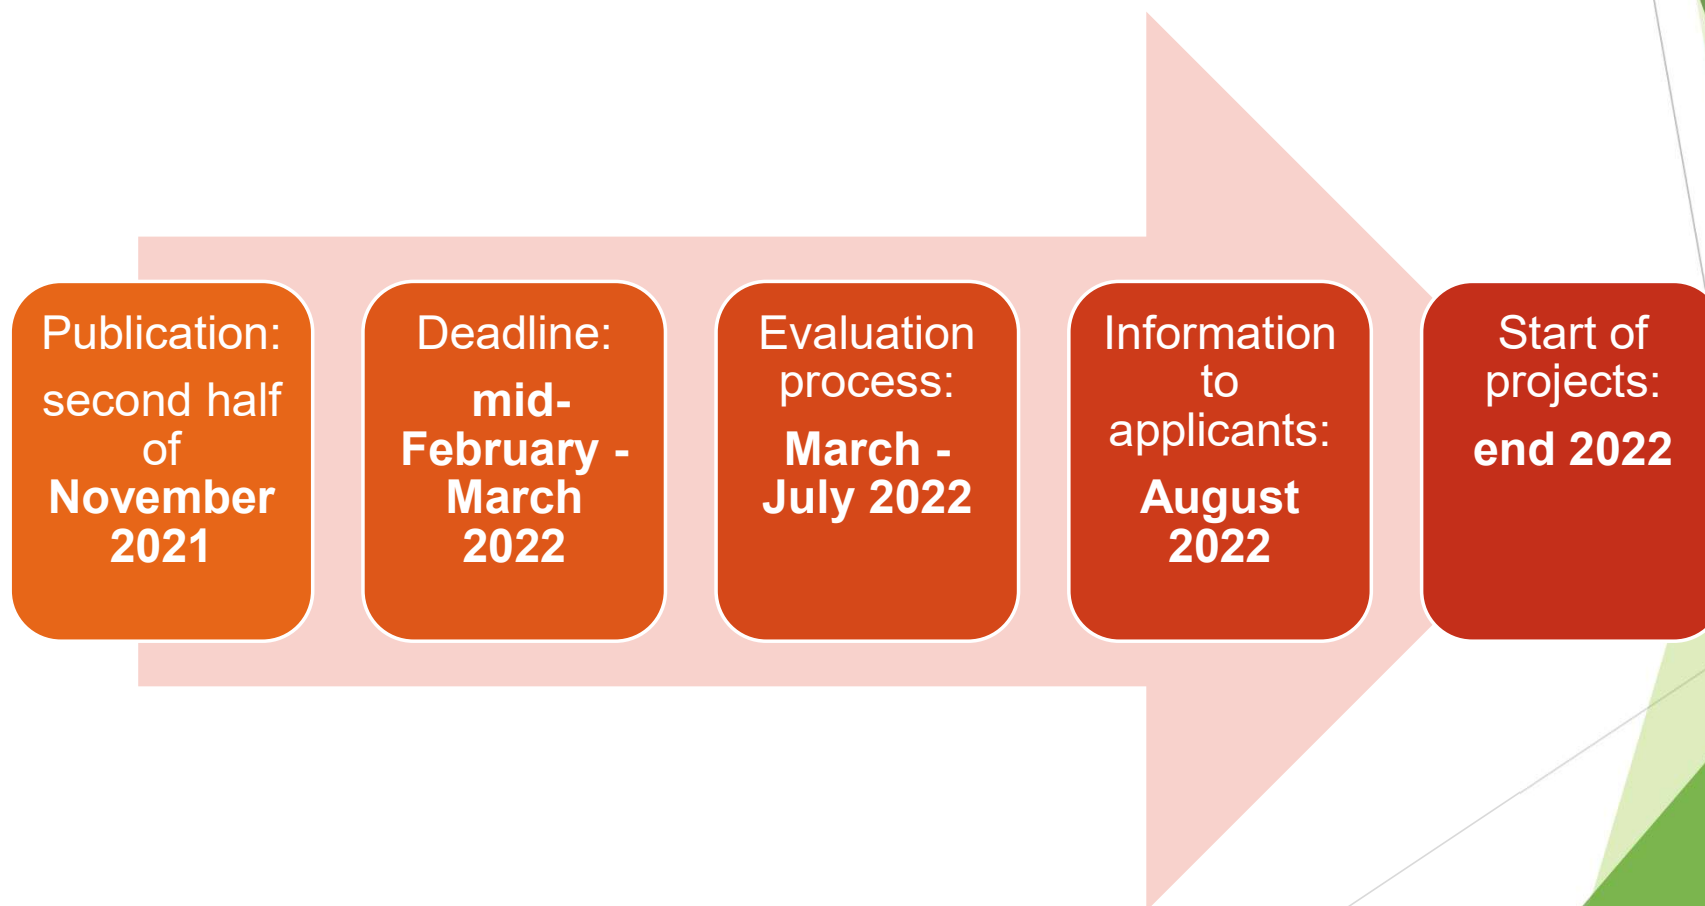 Publication:
second half
of
November
2021
Deadline:
mid-
February -
March
2022
Evaluation
process:
March -
July 2022
Information
to
applicants:
August
2022
Start of
projects:
end 2022